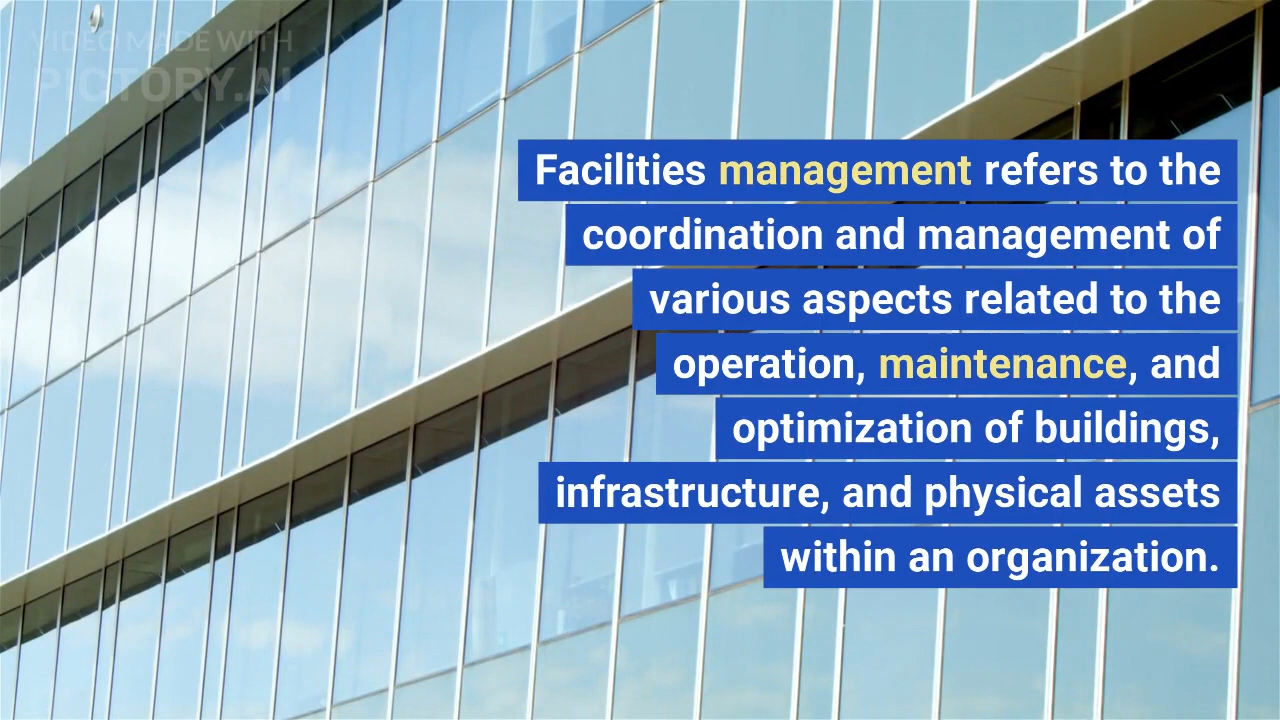 VIDEO MADE WITH
PICTORY.AI
Facilities management refers to the
coordination and management of
various aspects related to the
operation, maintenance, and
optimization of buildings,
infrastructure, and physical assets
within an organization.